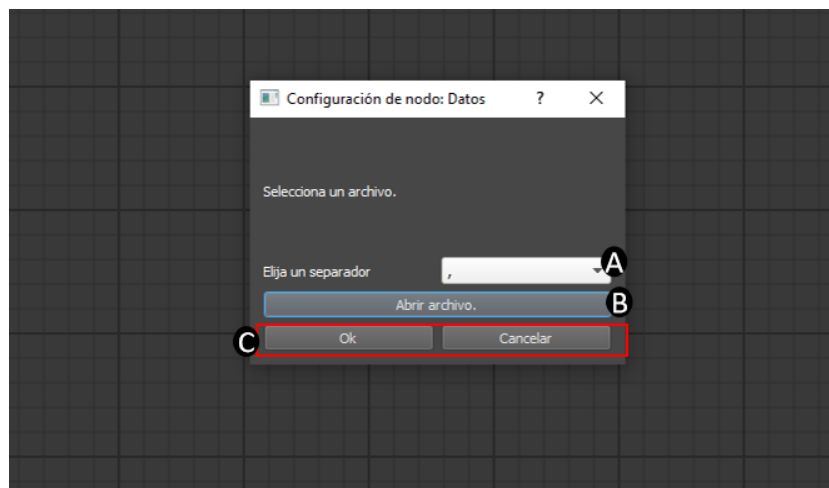 Configuración de nodo: Datos ?
Selecciona un archivo.
Elija un separador , A
Abrir archivo. B
C Ok Cancelar